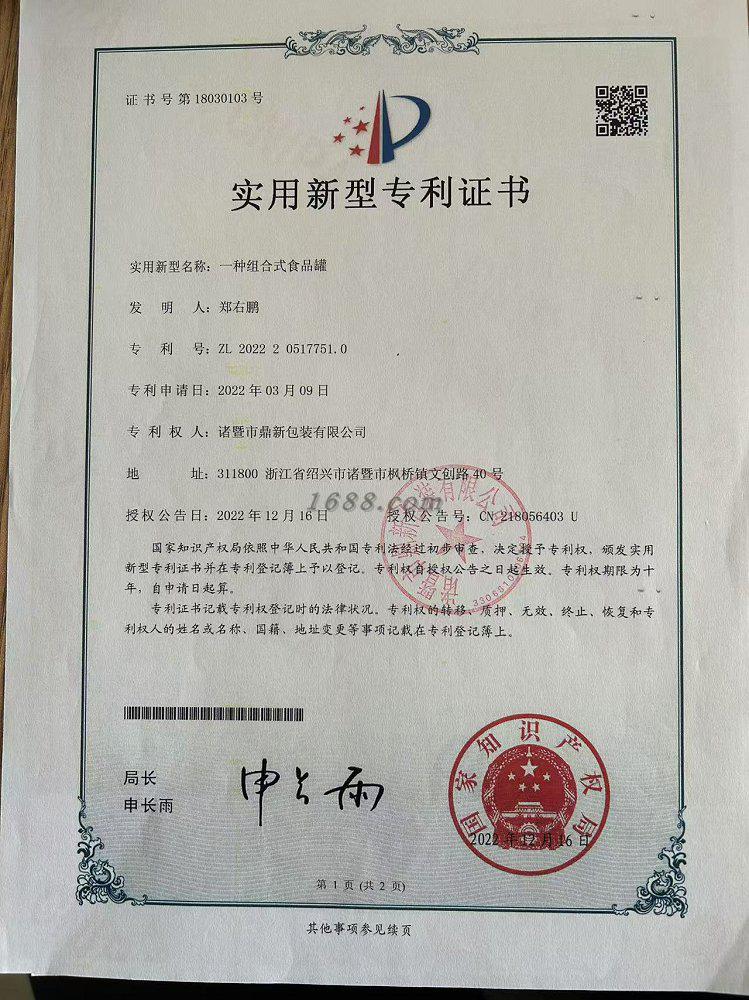 证书号第18030103号
实用新型专利证书
实用新型名称：一种组合式食品罐
发明人：郑右鹏
专利号：ZL 2022 2 0517751.0
专利申请日：2022年03月09日
专利权人：诸暨市鼎新包装有限公司
地址：311800 浙江省绍兴市诸暨市枫桥镇文创路40号
1688.com
授权公告日：2022年12月16日 授权公告号：CN 218056403 U
国家知识产权局依照中华人民共和国专利法经过初步审查，决定授予专利权，颁发实用
新型专利证书并在专利登记簿上予以登记。专利权自授权公告之日起生效。专利权期限为十
年，自申请日起算。
专利证书记载专利权登记时的法律状况。专利权的转移、质押、无效、终止、恢复和专
利权人的姓名或名称、国籍、地址变更等事项记载在专利登记簿上。
局长
申长雨
申长雨
国家知识产权局
2022年12月16日
第 1 页 (共 2 页)
其他事项参见续页